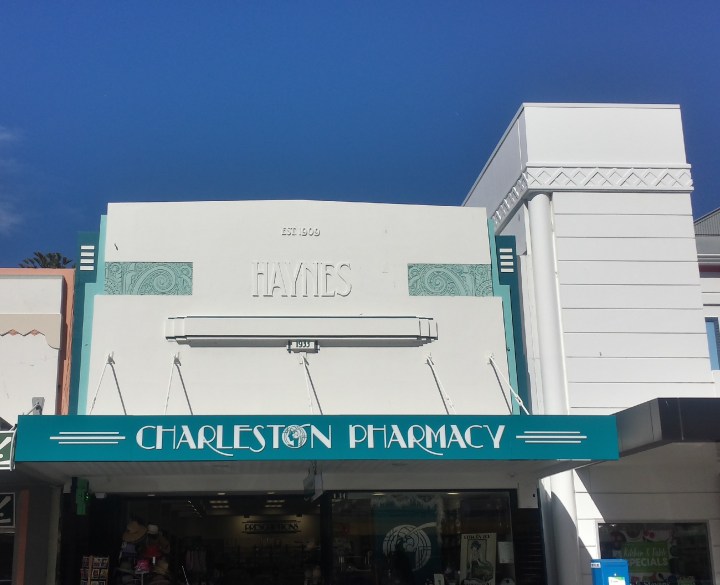 EST. 1909
HAYNES
1933
CHARLESTON PHARMACY
SPECIALS